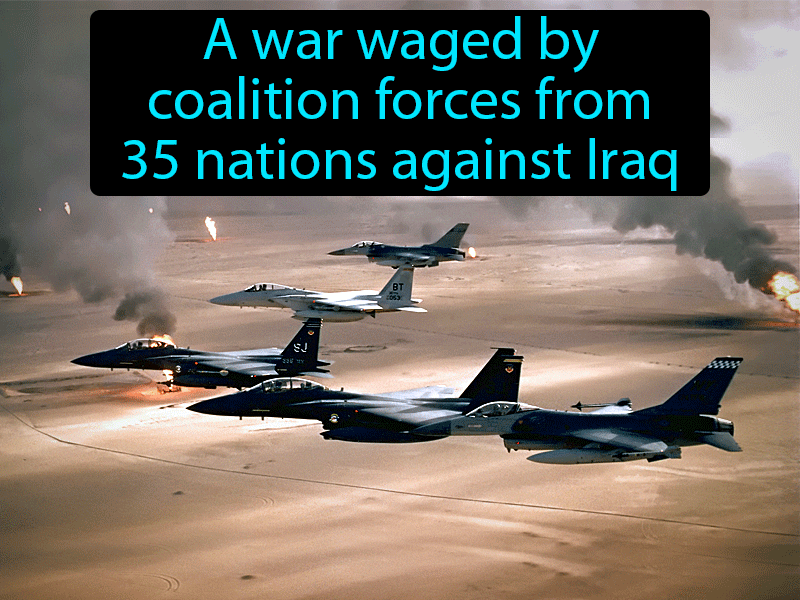 A war waged by
coalition forces from
35 nations against Iraq
BT
SJ